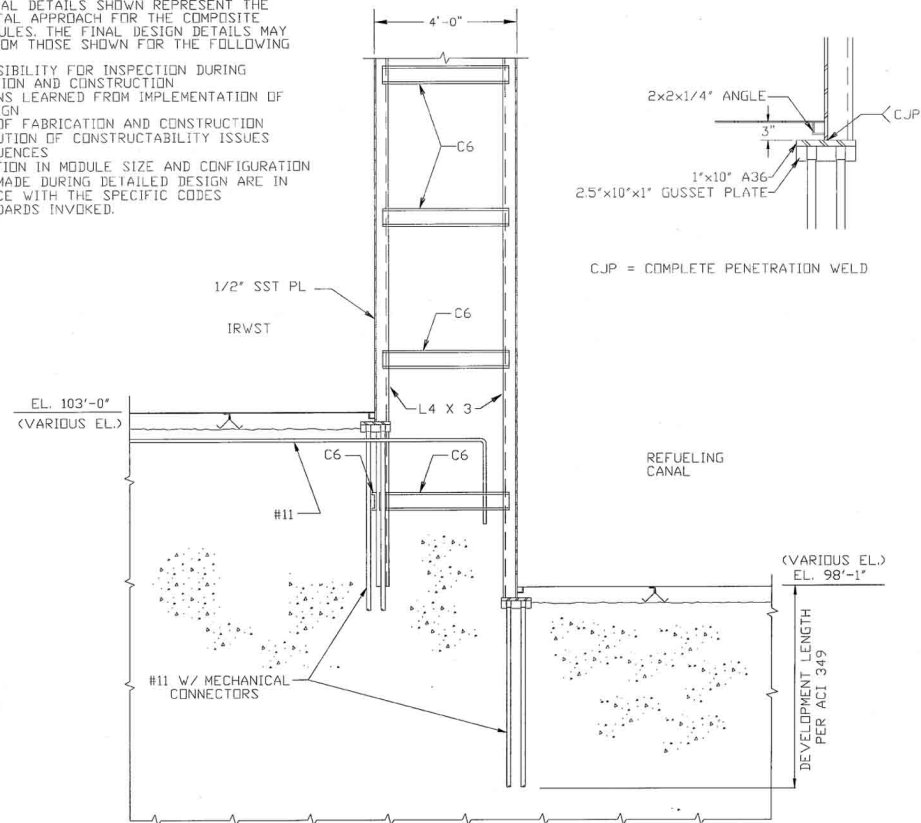 AL DETAILS SHOWN REPRESENT THE
TAL APPROACH FOR THE COMPOSITE
ULES. THE FINAL DESIGN DETAILS MAY
OM THOSE SHOWN FOR THE FOLLOWING
SIBILITY FOR INSPECTION DURING
ION AND CONSTRUCTION
NS LEARNED FROM IMPLEMENTATION OF
IGN
OF FABRICATION AND CONSTRUCTION
UTION OF CONSTRUCTABILITY ISSUES
UENCES
TION IN MODULE SIZE AND CONFIGURATION
MADE DURING DETAILED DESIGN ARE IN
CE WITH THE SPECIFIC CODES
DARDS INVOKED.
4'-0"
2x2x1/4" ANGLE
3"
CJP
1"x10" A36
2.5"x10"x1" GUSSET PLATE
CJP = COMPLETE PENETRATION WELD
C6
1/2" SST PL
IRWST
C6
L4 X 3
EL. 103'-0"
(VARIOUS EL.)
REFUELING
CANAL
C6
C6
#11
(VARIOUS EL.)
EL. 98'-1"
#11 W/ MECHANICAL
CONNECTORS
DEVELOPMENT LENGTH
PER ACI 349